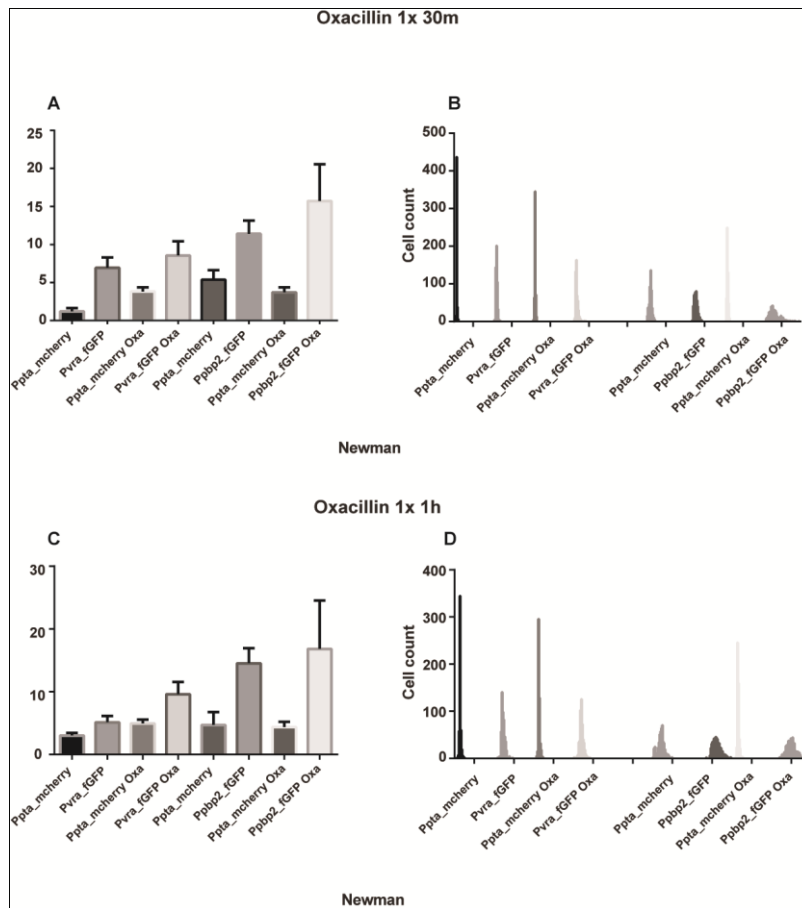 Oxacillin 1x 30m
A
B
25
20
15
10
5
0
Ppta_mcherry
Pvra_fGFP
Ppta_mcherry Oxa
Pvra_fGFP Oxa
Ppta_mcherry
Ppbp2_fGFP
Ppta_mcherry Oxa
Ppbp2_fGFP Oxa
Cell count
500
400
300
200
100
0
Ppta_mcherry
Pvra_fGFP
Ppta_mcherry Oxa
Pvra_fGFP Oxa
Ppta_mcherry
Ppbp2_fGFP
Ppta_mcherry Oxa
Ppbp2_fGFP Oxa
Newman
Oxacillin 1x 1h
C
D
30
20
10
0
Ppta_mcherry
Pvra_fGFP
Ppta_mcherry Oxa
Pvra_fGFP Oxa
Ppta_mcherry
Ppbp2_fGFP
Ppta_mcherry Oxa
Ppbp2_fGFP Oxa
Cell count
400
300
200
100
0
Ppta_mcherry
Pvra_fGFP
Ppta_mcherry Oxa
Pvra_fGFP Oxa
Ppta_mcherry
Ppbp2_fGFP
Ppta_mcherry Oxa
Ppbp2_fGFP Oxa
Newman